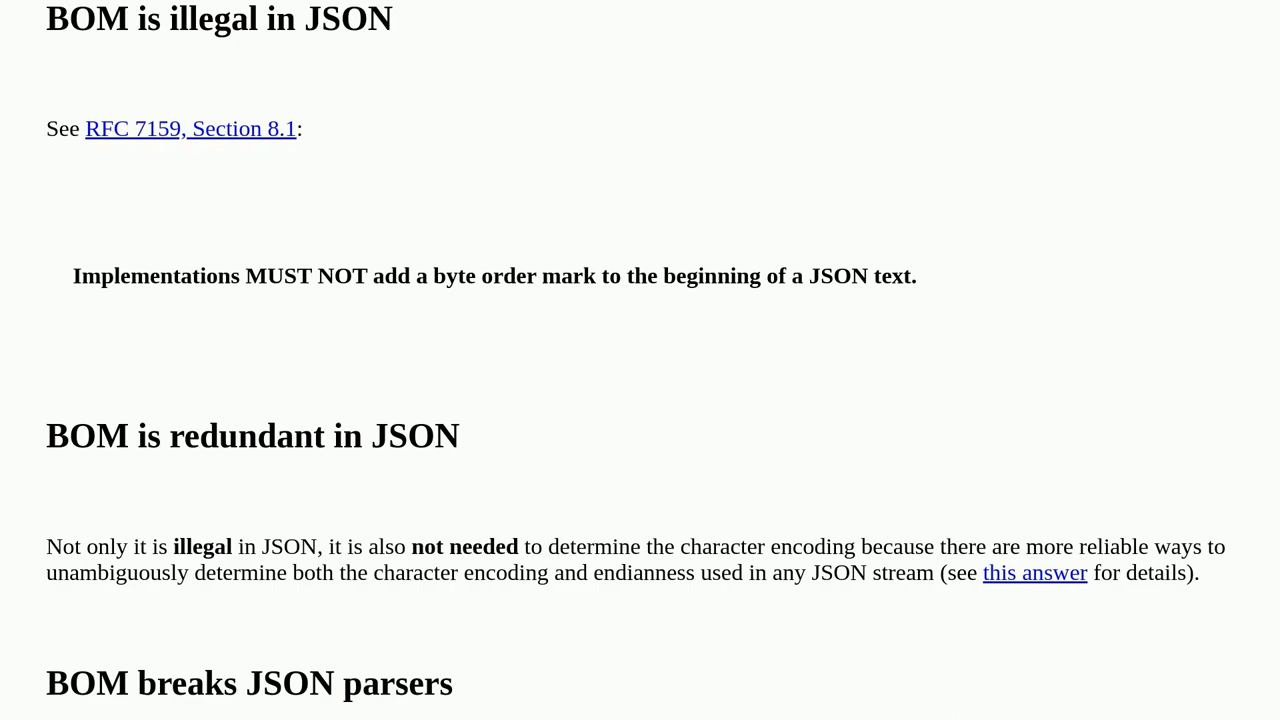 BOM is illegal in JSON
See RFC 7159, Section 8.1:
Implementations MUST NOT add a byte order mark to the beginning of a JSON text.
BOM is redundant in JSON
Not only it is illegal in JSON, it is also not needed to determine the character encoding because there are more reliable ways to
unambiguously determine both the character encoding and endianness used in any JSON stream (see this answer for details).
BOM breaks JSON parsers